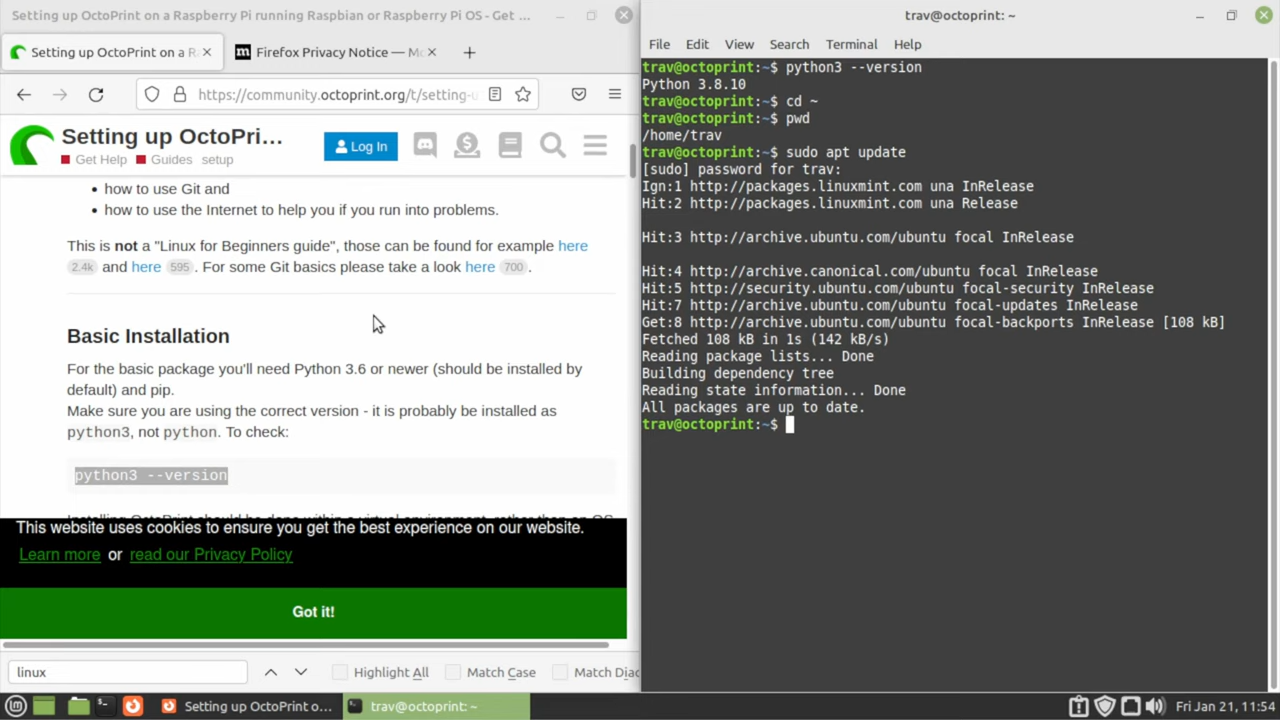 Setting up OctoPrint on a Raspberry Pi running Raspbian or Raspberry Pi OS - Get ...
Setting up OctoPrint on a R
Firefox Privacy Notice — Mo
https://community.octoprint.org/t/setting-u
Setting up OctoPri...
Get Help
Guides
setup
Log In
how to use Git and
how to use the Internet to help you if you run into problems.
This is not a "Linux for Beginners guide", those can be found for example here
2.4k and here 595 . For some Git basics please take a look here 700 .
Basic Installation
For the basic package you'll need Python 3.6 or newer (should be installed by
default) and pip.
Make sure you are using the correct version - it is probably be installed as
python3, not python. To check:
python3 --version
Installing OctoPrint should be done within a virtual environment, rather than an OS
This website uses cookies to ensure you get the best experience on our website.
Learn more or read our Privacy Policy
Got it!
linux
Highlight All
Match Case
Match Diac
trav@octoprint: ~
File Edit View Search Terminal Help
trav@octoprint:~$ python3 --version
Python 3.8.10
trav@octoprint:~$ cd ~
trav@octoprint:~$ pwd
/home/trav
trav@octoprint:~$ sudo apt update
[sudo] password for trav:
Ign:1 http://packages.linuxmint.com una InRelease
Hit:2 http://packages.linuxmint.com una Release
Hit:3 http://archive.ubuntu.com/ubuntu focal InRelease
Hit:4 http://archive.canonical.com/ubuntu focal InRelease
Hit:5 http://security.ubuntu.com/ubuntu focal-security InRelease
Hit:7 http://archive.ubuntu.com/ubuntu focal-updates InRelease
Get:8 http://archive.ubuntu.com/ubuntu focal-backports InRelease [108 kB]
Fetched 108 kB in 1s (142 kB/s)
Reading package lists... Done
Building dependency tree
Reading state information... Done
All packages are up to date.
trav@octoprint:~$
Setting up OctoPrint o...
trav@octoprint: ~
Fri Jan 21, 11:54